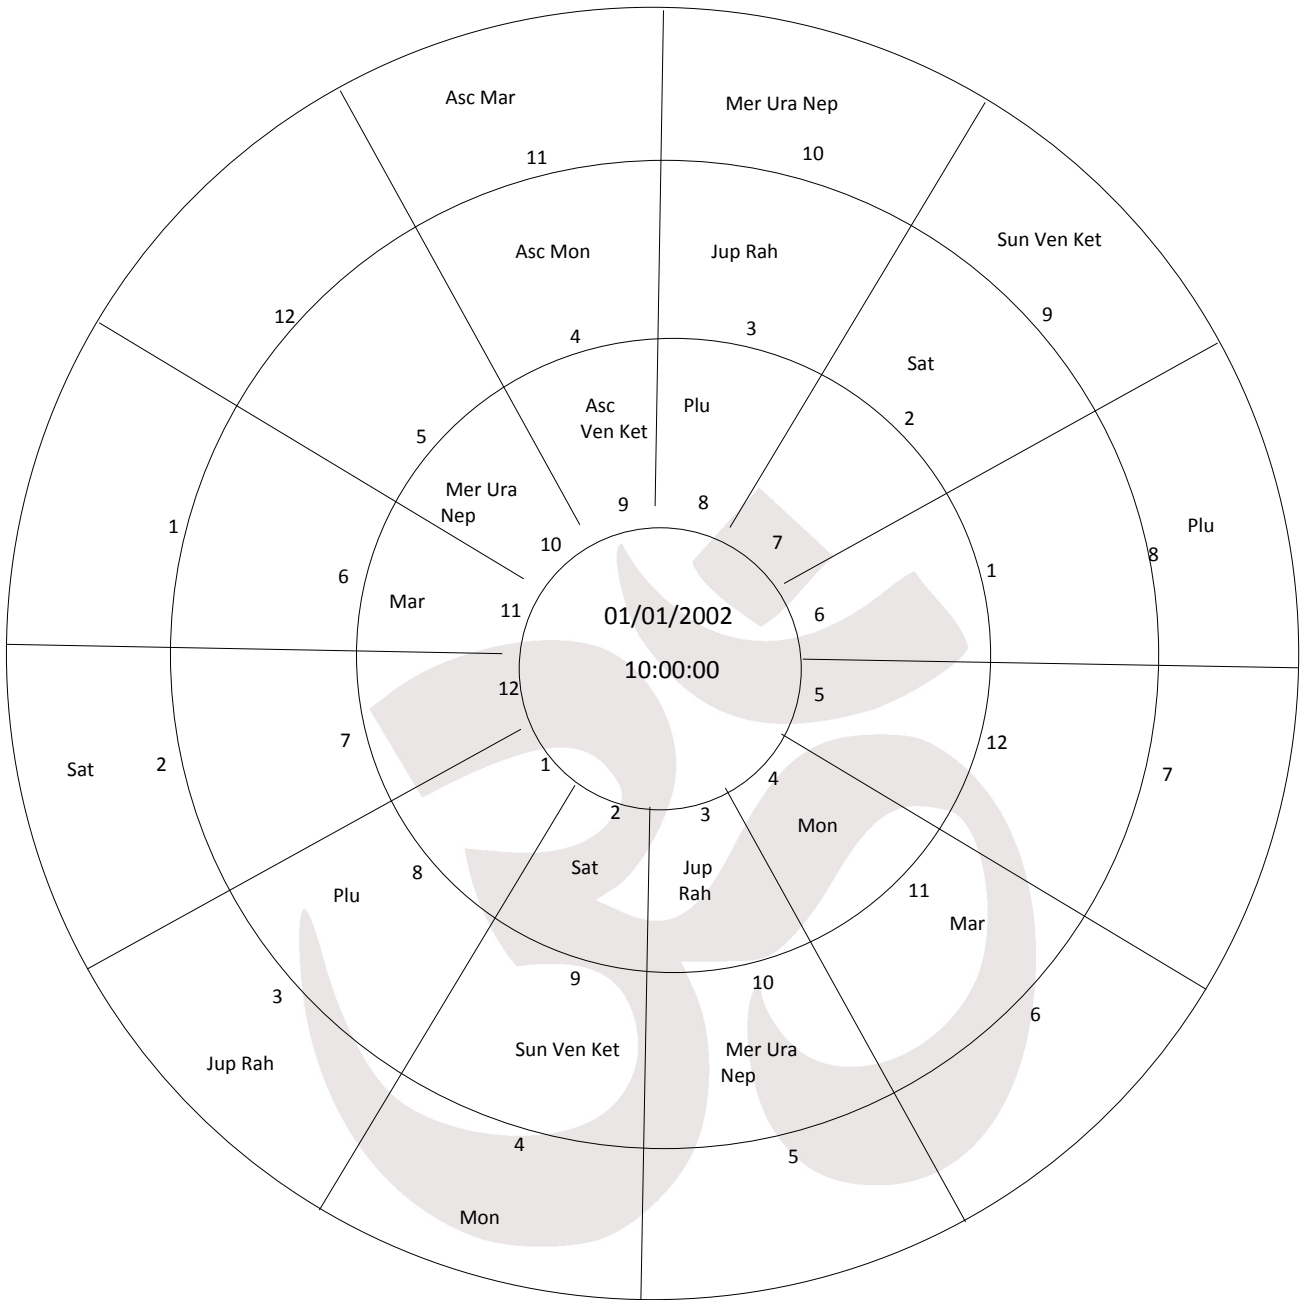 Asc Mar
Mer Ura Nep
11
10
Sun Ven Ket
Asc Mon
Jup Rah
12
9
4
3
Sat
Asc
Ven Ket
Plu
2
5
Mer Ura
Nep
9
8
1
Plu
10
7
8
6
1
Mar
11
6
01/01/2002
10:00:00
12
5
7
12
Sat
2
1
4
7
2
3
Mon
8
Sat
Jup
Rah
11
Plu
Mar
9
10
3
6
Jup Rah
Sun Ven Ket
Mer Ura
Nep
4
5
Mon